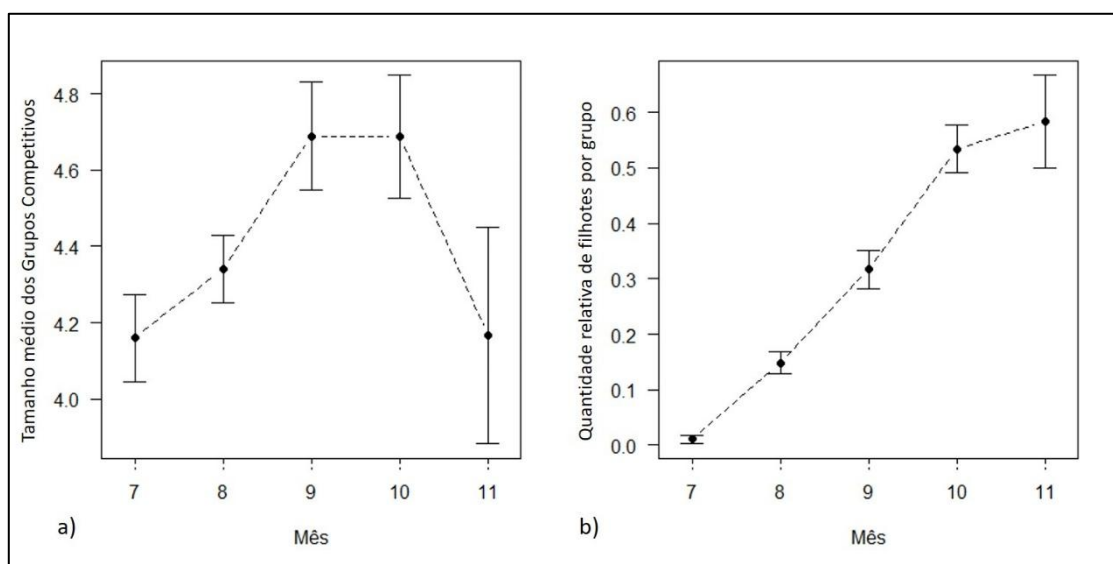 Tamanho médio dos Grupos Competitivos
4.8
4.6
4.4
4.2
4.0
7 8 9 10 11
Mês
a)
Quantidade relativa de filhotes por grupo
0.6
0.5
0.4
0.3
0.2
0.1
0.0
7 8 9 10 11
Mês
b)